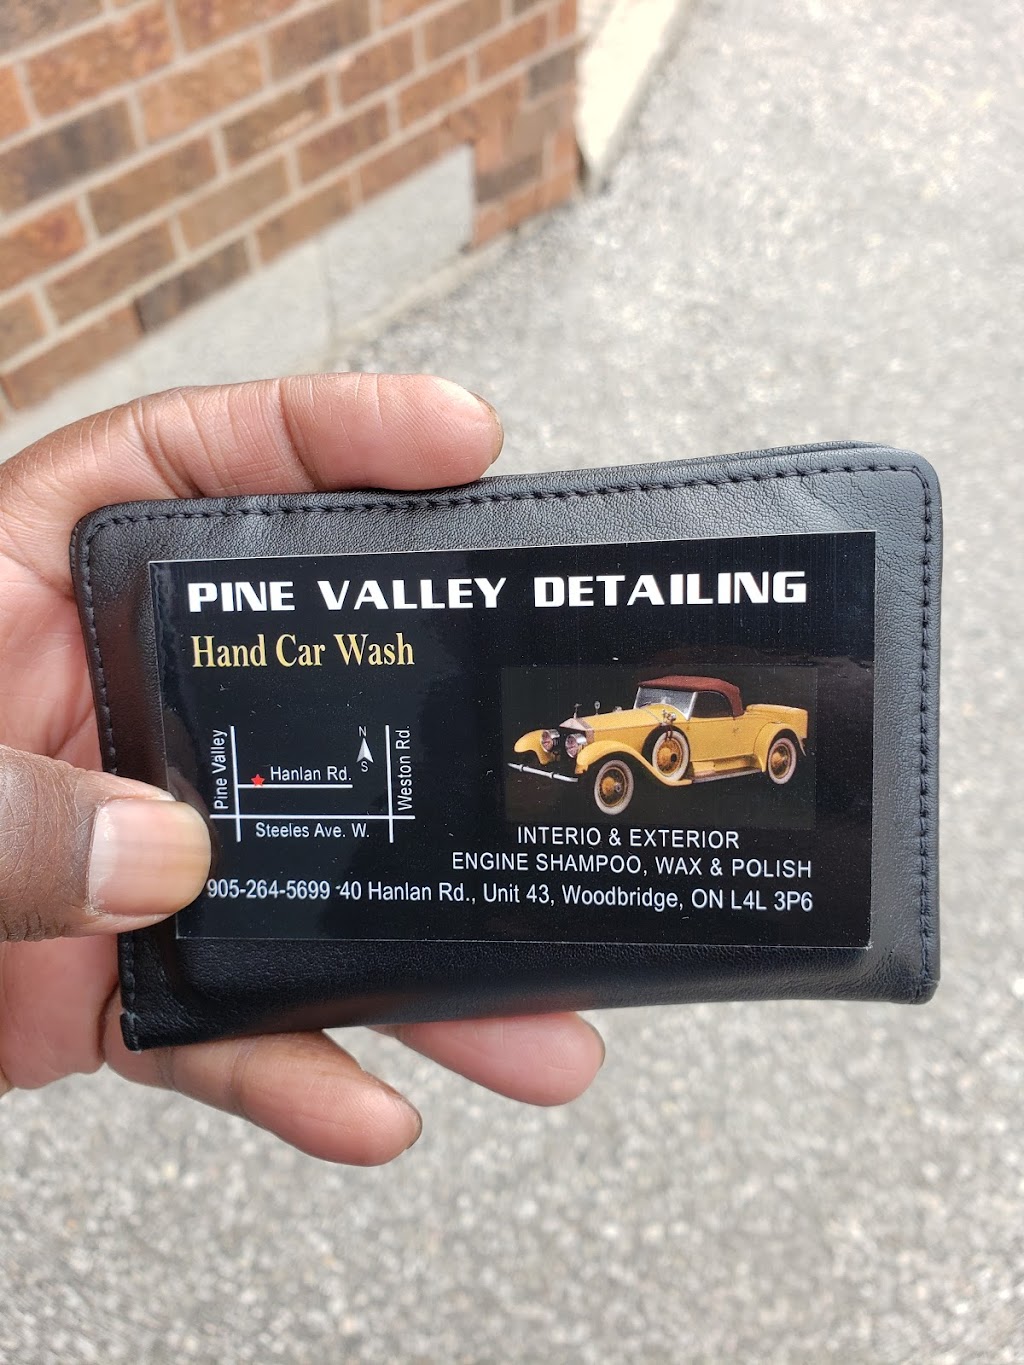 PINE VALLEY DETAILING
Hand Car Wash
Pine Valley
Hanlan Rd.
N
S
Weston Rd.
Steeles Ave. W.
INTERIO & EXTERIOR
ENGINE SHAMPOO, WAX & POLISH
905-264-5699 -40 Hanlan Rd., Unit 43, Woodbridge, ON L4L 3P6